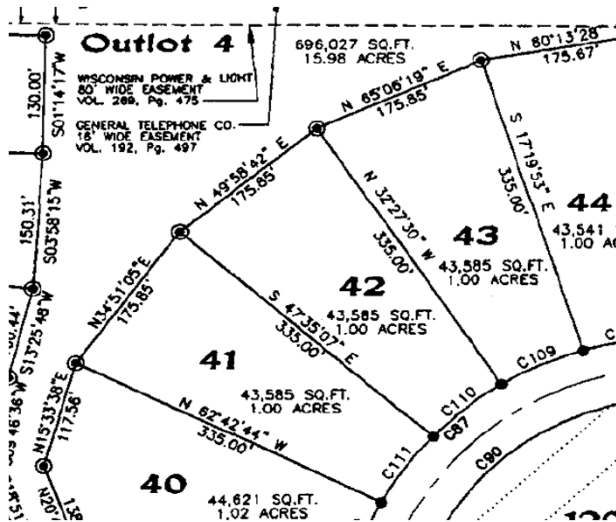 Outlot 4
696,027 SQ.FT.
15.98 ACRES
N 80°13'28"
175.67'
WISCONSIN POWER & LIGHT
80' WIDE EASEMENT
VOL. 269, Pg. 475
GENERAL TELEPHONE CO.
16' WIDE EASEMENT
VOL. 192, Pg. 497
130.00'
S01°14'17"W
N 65°06'19" E
175.85'
N 49°58'42" E
175.85'
S 17°19'53" E
335.00'
N 32°27'30" W
335.00'
44
43,541
1.00 AC
43
43,585 SQ.FT.
1.00 ACRES
150.31'
S03°58'15"W
42
43,585 SQ.FT.
1.00 ACRES
N34°51'05"E
175.85'
S 47°35'07" E
335.00'
S13°25'48"W
41
43,585 SQ.FT.
1.00 ACRES
C109
C110
C87
N15°33'38"E
117.56'
N 62°42'44" W
335.00'
C111
C90
40
44,621 SQ.FT.
1.02 ACRES